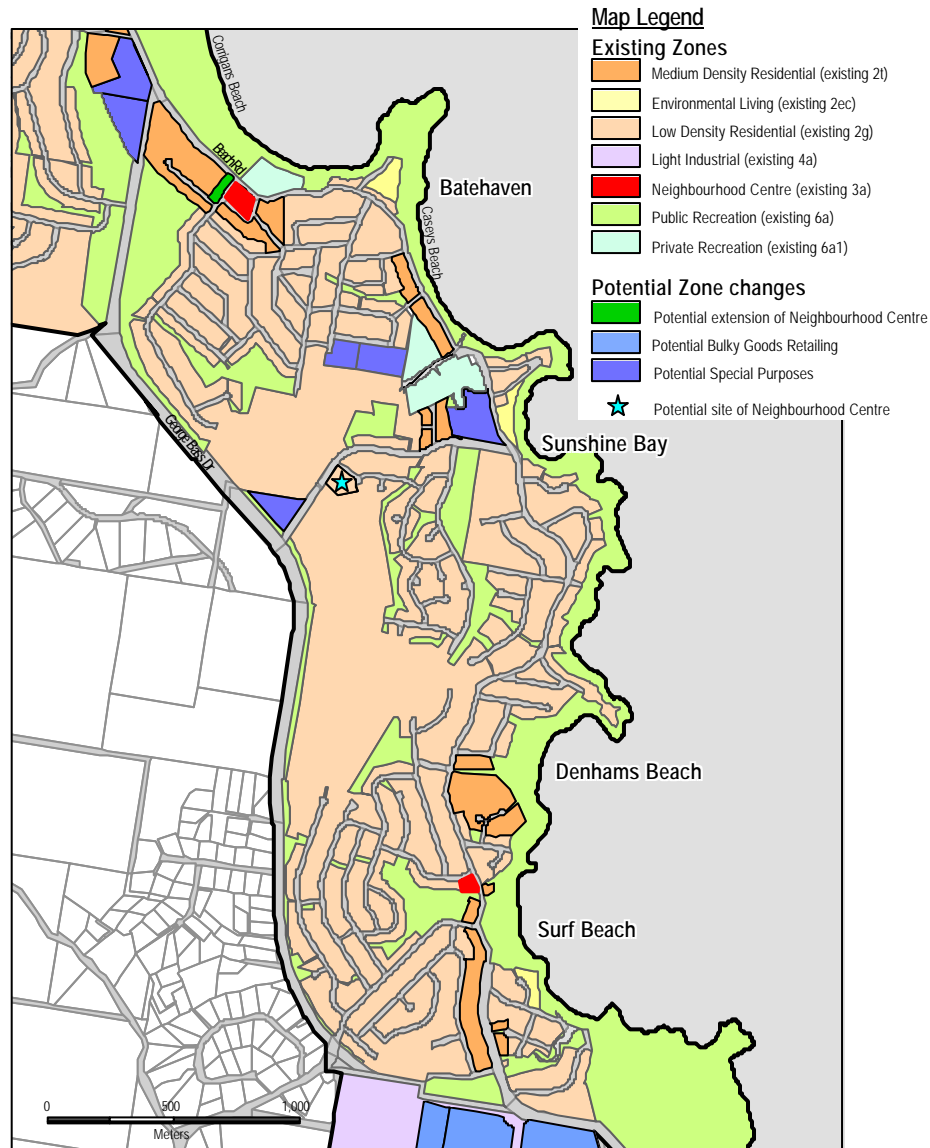 Map Legend
Existing Zones
Medium Density Residential (existing 2t)
Environmental Living (existing 2ec)
Low Density Residential (existing 2g)
Light Industrial (existing 4a)
Neighbourhood Centre (existing 3a)
Public Recreation (existing 6a)
Private Recreation (existing 6a1)
Potential Zone changes
Potential extension of Neighbourhood Centre
Potential Bulky Goods Retailing
Potential Special Purposes
Potential site of Neighbourhood Centre
Corrigans Beach
Beach Rd
Batehaven
Caseys Beach
George Bass Dr
Sunshine Bay
Denhams Beach
Surf Beach
0 500 1,000
Meters